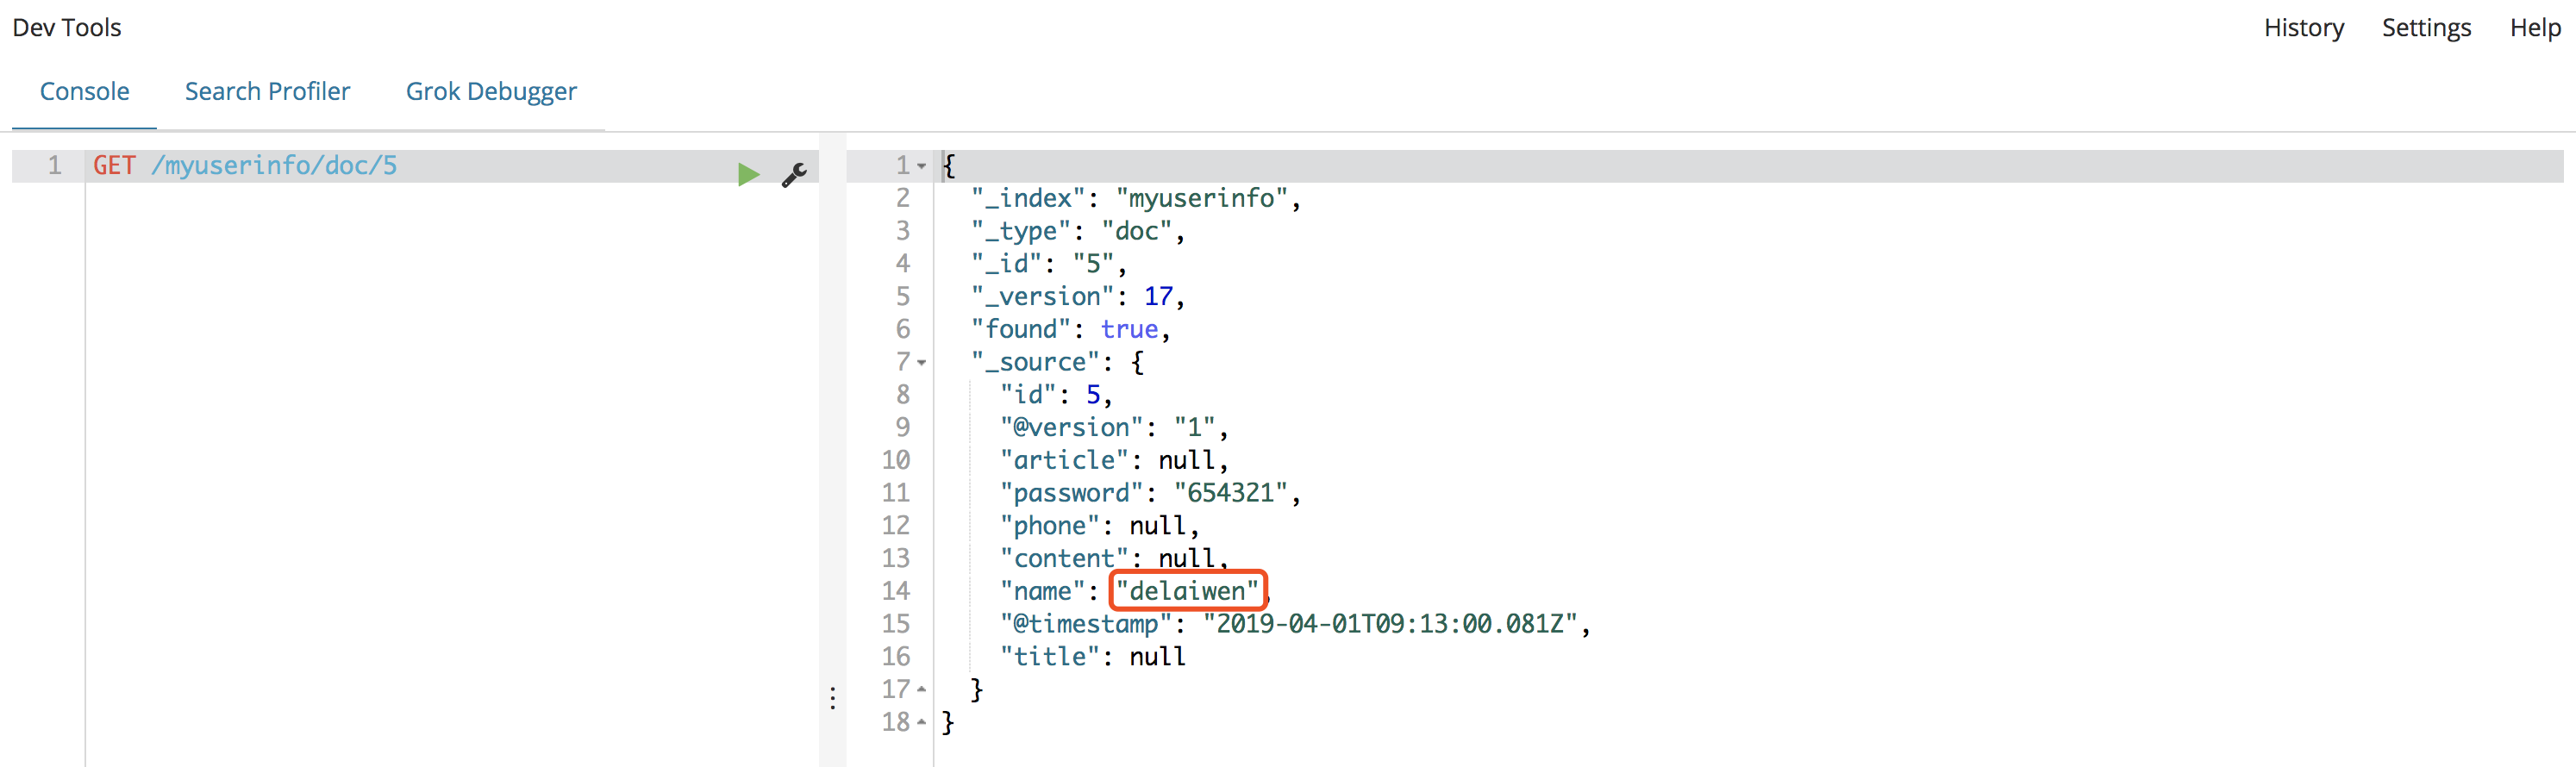 Dev Tools
History Settings Help
Console Search Profiler Grok Debugger
1 GET /myuserinfo/doc/5
1 {
2 "_index": "myuserinfo",
3 "_type": "doc",
4 "_id": "5",
5 "_version": 17,
6 "found": true,
7 "_source": {
8 "id": 5,
9 "@version": "1",
10 "article": null,
11 "password": "654321",
12 "phone": null,
13 "content": null,
14 "name": "delaiwen",
15 "@timestamp": "2019-04-01T09:13:00.081Z",
16 "title": null
17 }
18 }